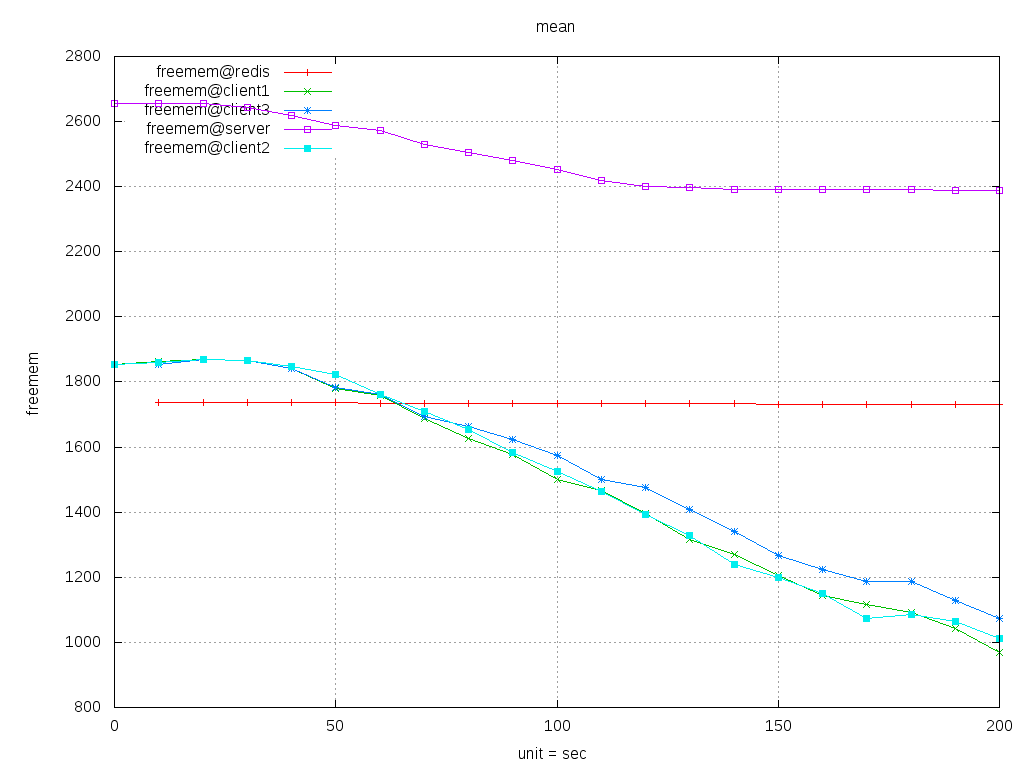 mean
2800
2600
2400
2200
2000
1800
1600
1400
1200
1000
800
freemem
freemem@redis
freemem@client1
freemem@client3
freemem@server
freemem@client2
0 50 100 150 200
unit = sec